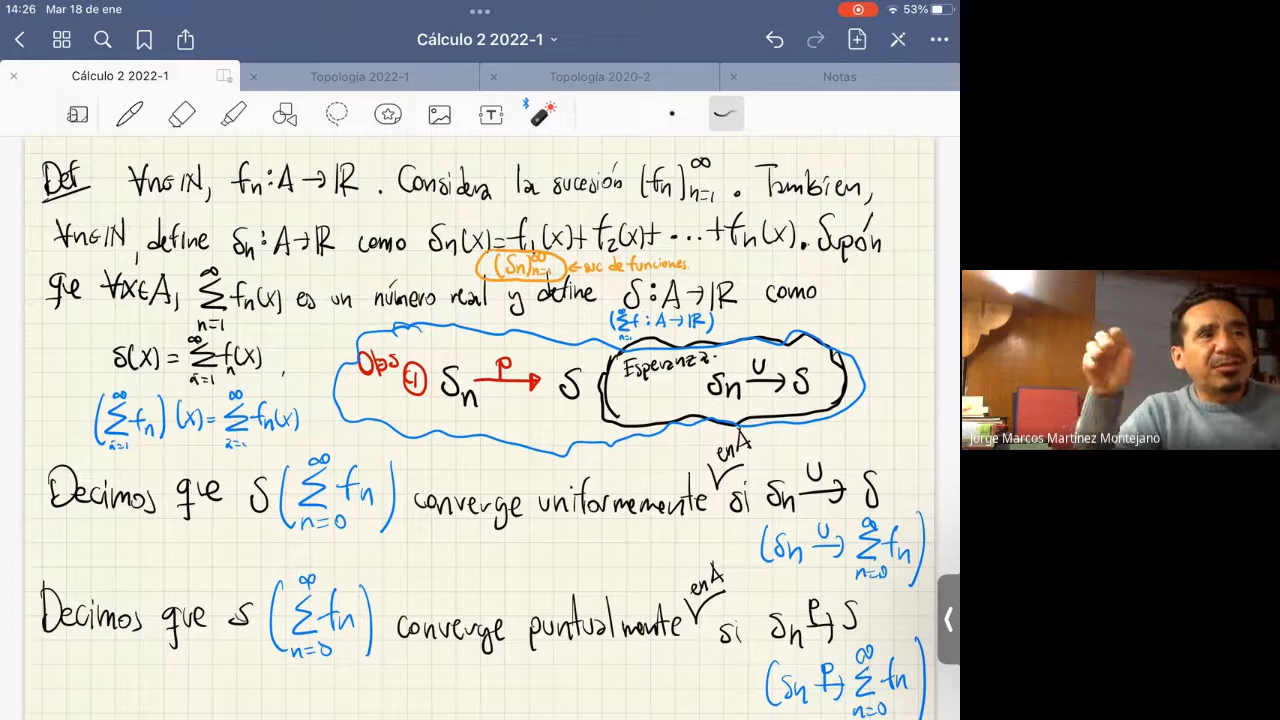 14:26 Mar 18 de ene
53%
Cálculo 2 2022-1
Cálculo 2 2022-1
Topología 2022-1
Topología 2020-2
Notas
Def ∀n∈ℕ, fn: A→ℝ. Considera la sucesión (fn)_{n=1}^∞. Tambien,
∀n∈ℕ, define sn: A→ℝ como sn(x)=f1(x)+f2(x)+...+fn(x). Supón
(sn)_{n=1}^∞ ← suc de funciones.
que ∀x∈A, ∑_{n=1}^∞ fn(x) es un número real y define s: A→ℝ como
(∑_{n=1}^∞ f: A→ℝ)
s(x) = ∑_{n=1}^∞ fn(x),
Obs ① sn →^P s
Esperanza: sn →^U s
(∑_{n=1}^∞ fn)(x) = ∑_{n=1}^∞ fn(x)
Decimos que s (∑_{n=0}^∞ fn) converge uniformemente en A si sn →^U s
(sn →^U ∑_{n=0}^∞ fn)
Decimos que s (∑_{n=0}^∞ fn) converge puntualmente en A si sn →^P s
(sn →^P ∑_{n=0}^∞ fn)
Jorge Marcos Martínez Montejano